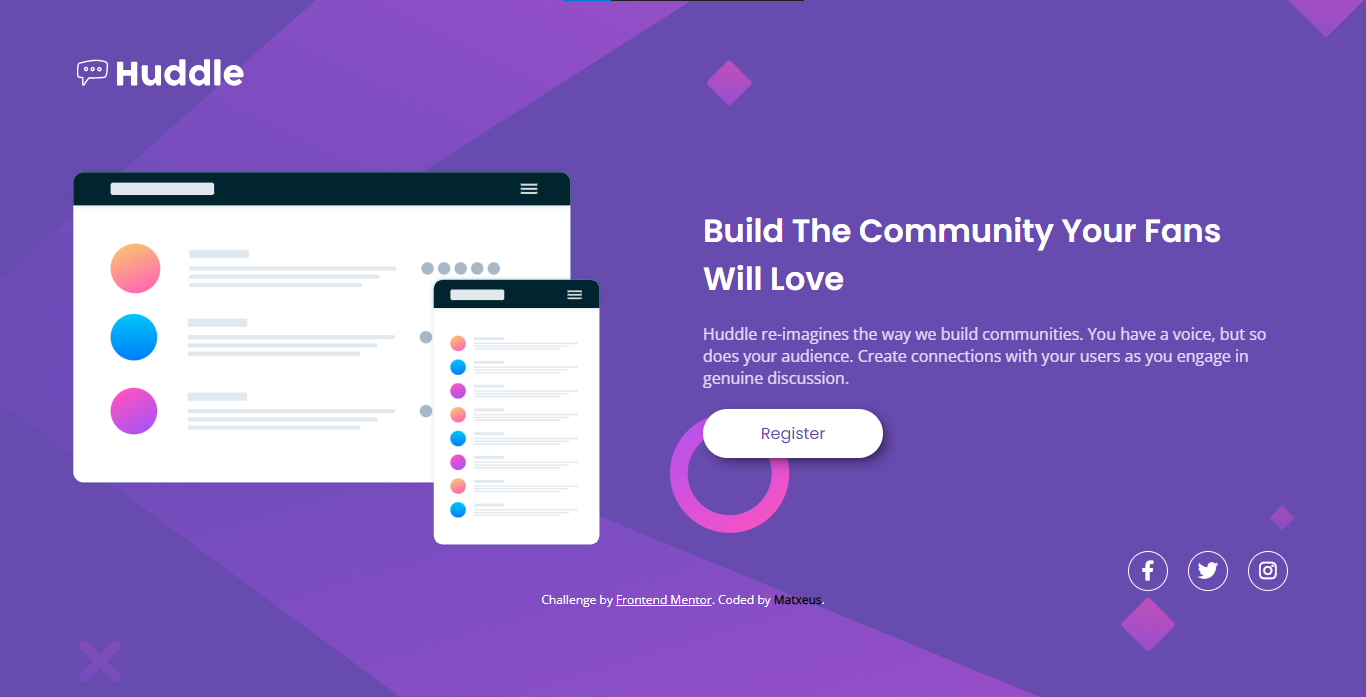 Huddle
Build The Community Your Fans
Will Love
Huddle re-imagines the way we build communities. You have a voice, but so
does your audience. Create connections with your users as you engage in
genuine discussion.
Register
Challenge by Frontend Mentor. Coded by Matxeus.